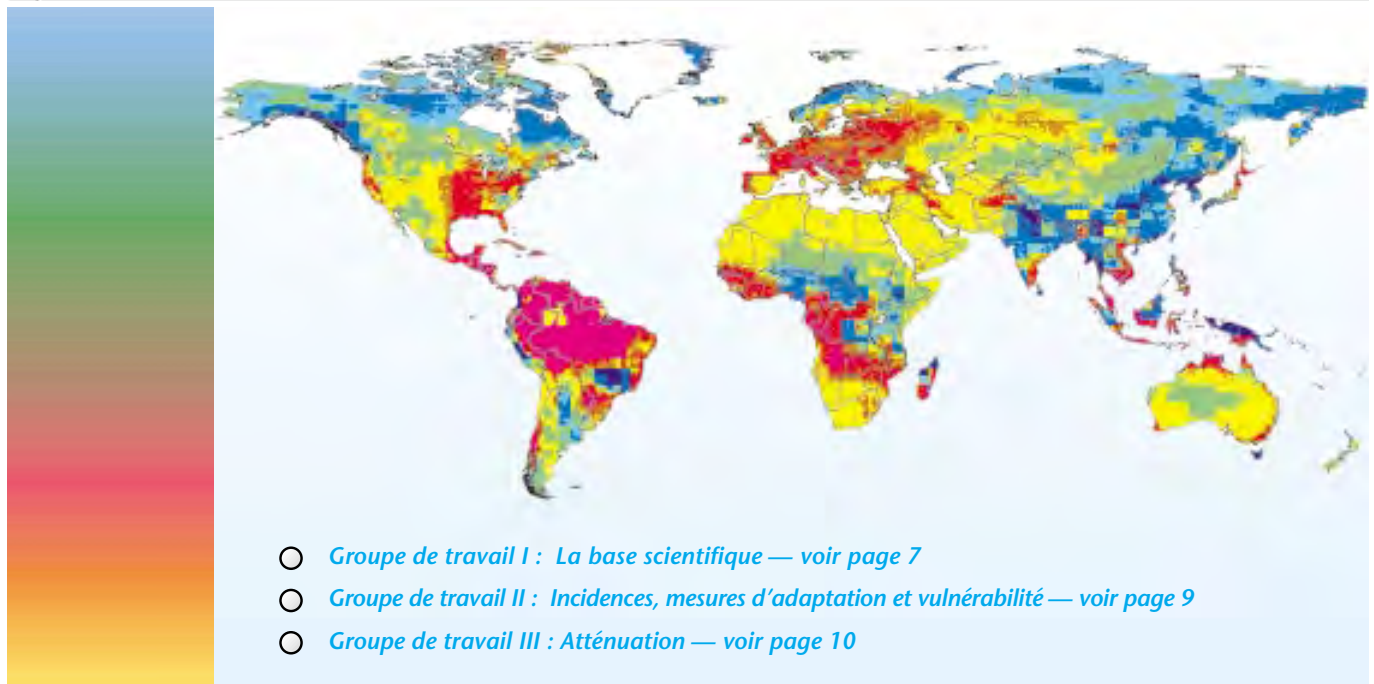 Groupe de travail I : La base scientifique — voir page 7
Groupe de travail II : Incidences, mesures d'adaptation et vulnérabilité — voir page 9
Groupe de travail III : Atténuation — voir page 10